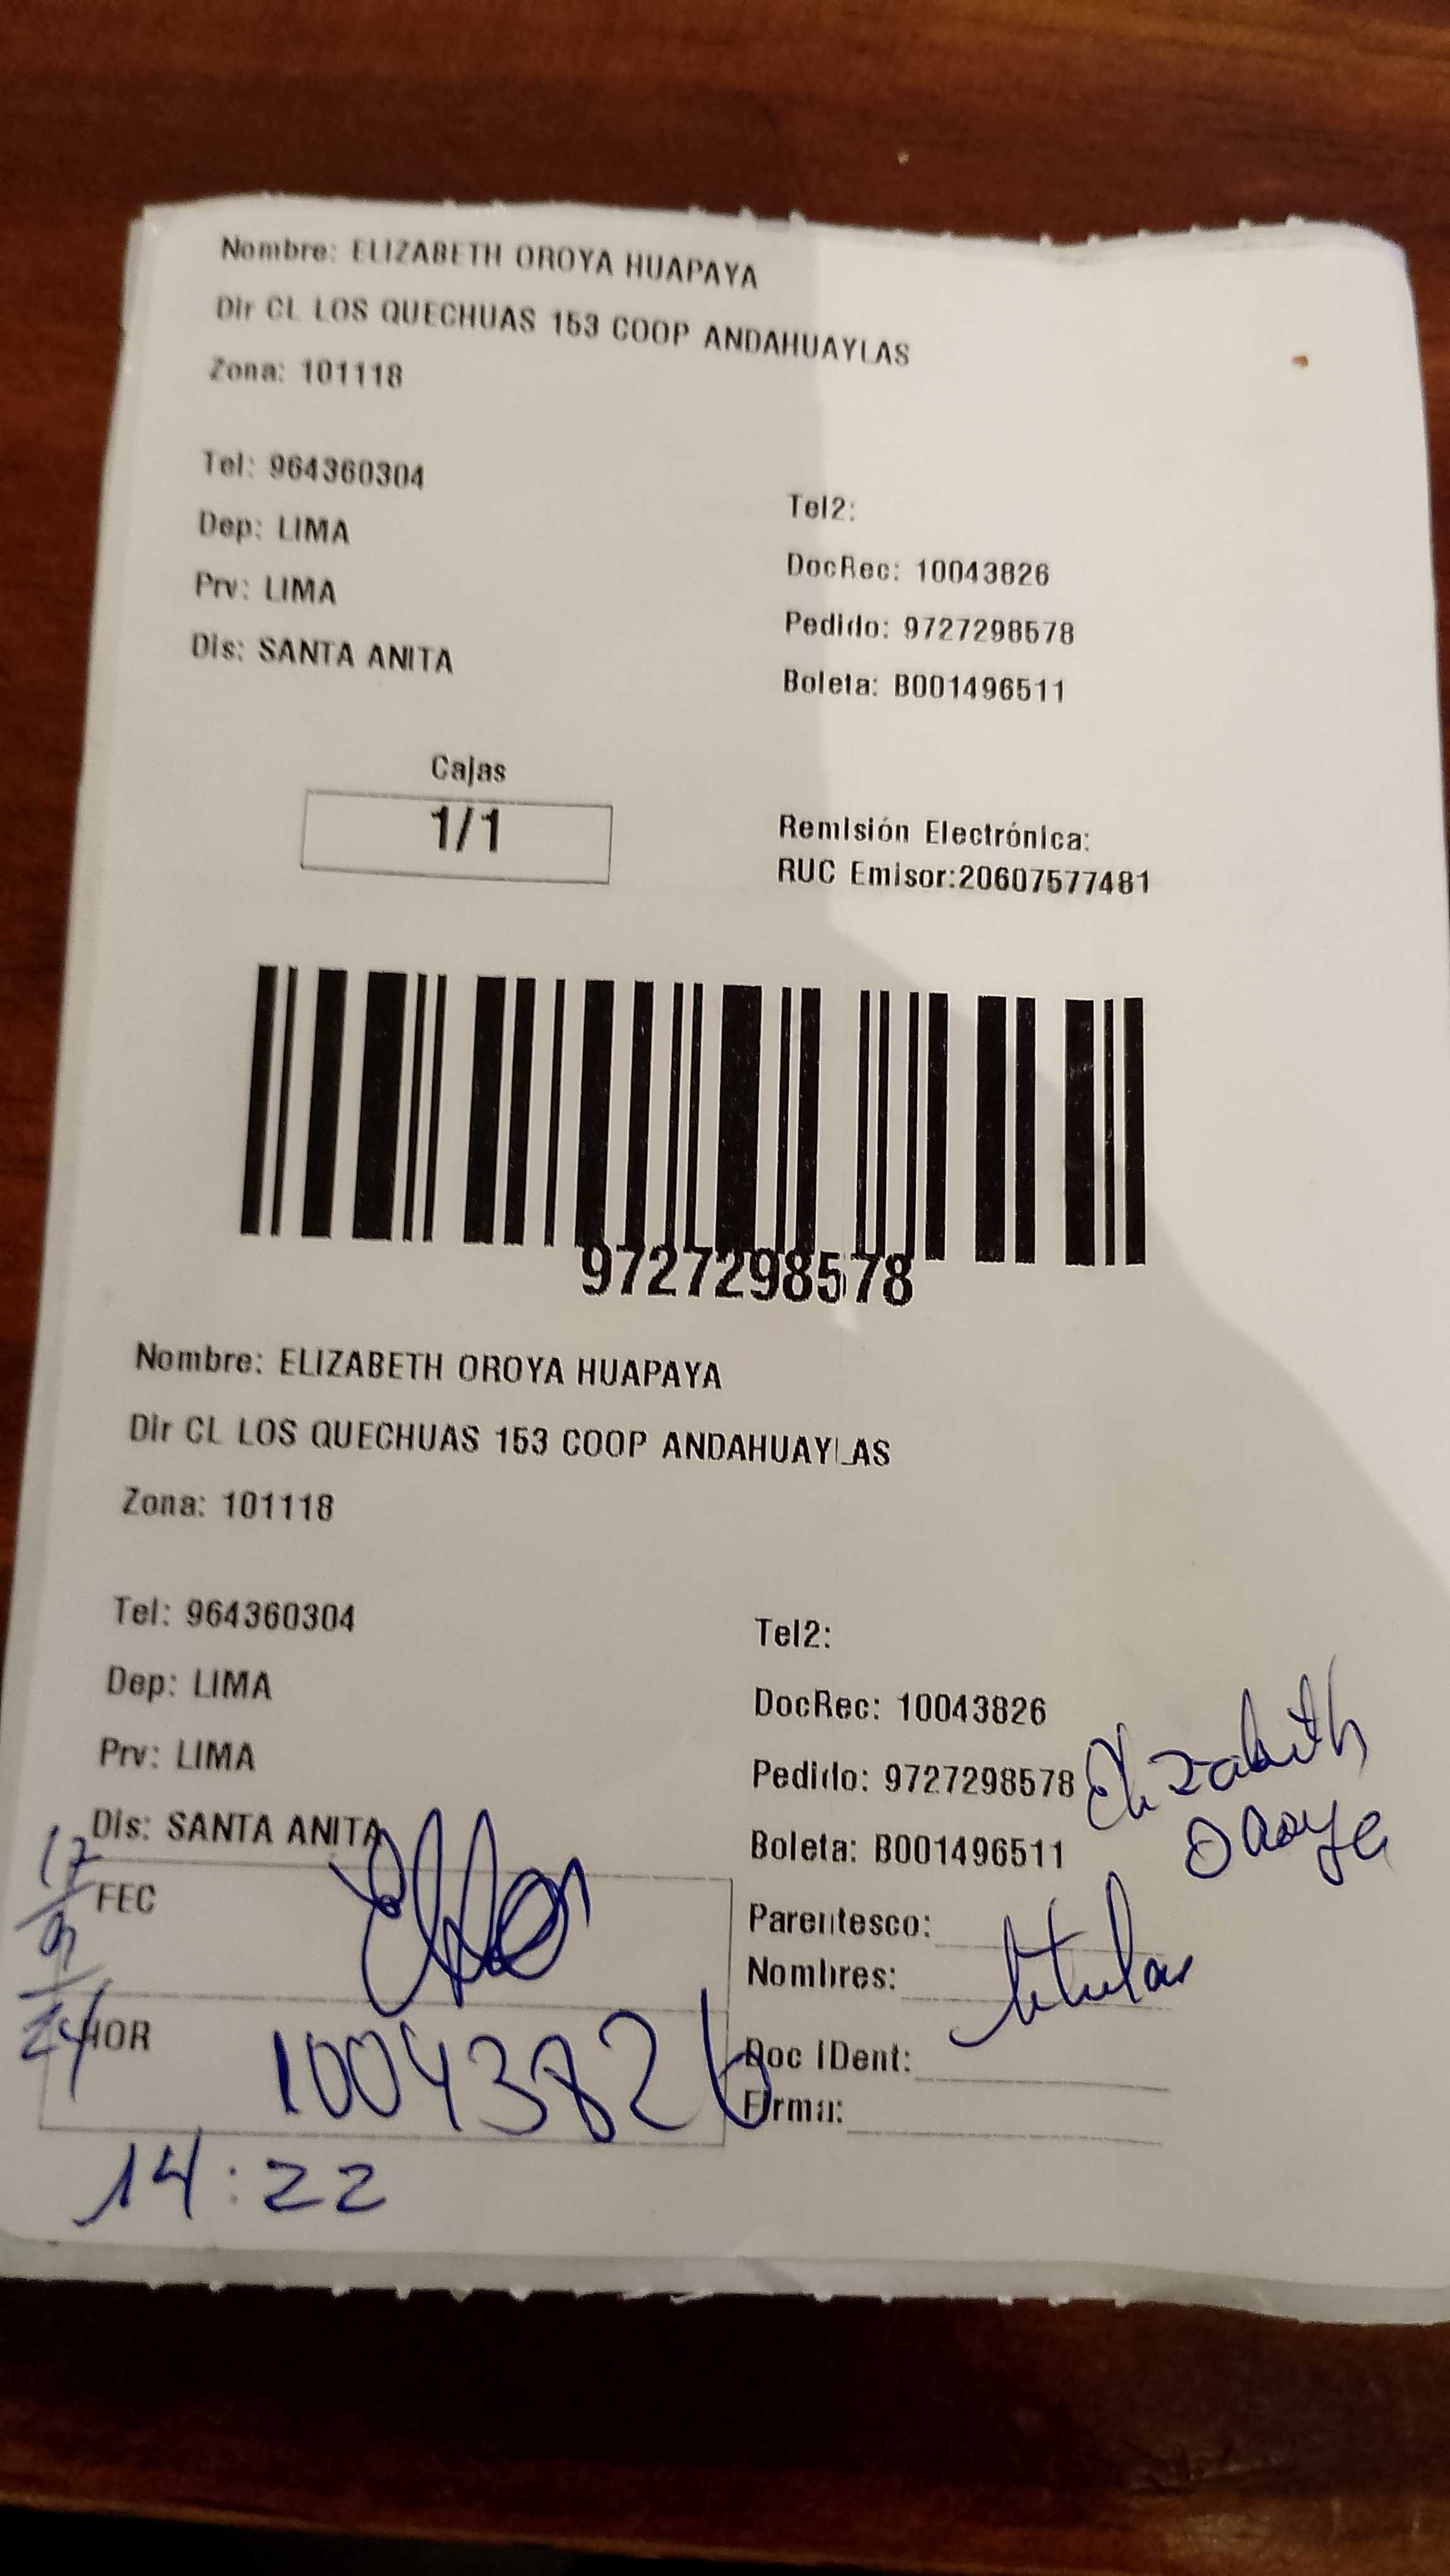 Nombre: ELIZABETH OROYA HUAPAYA
Dir CL LOS QUECHUAS 153 COOP ANDAHUAYLAS
Zona: 101118
Tel: 964360304
Tel2:
Dep: LIMA
DocRec: 10043826
Prv: LIMA
Pedido: 9727298578
Dis: SANTA ANITA
Boleta: B001496511
Cajas
1/1
Remisión Electrónica:
RUC Emisor:20607577481
9727298578
Nombre: ELIZABETH OROYA HUAPAYA
Dir CL LOS QUECHUAS 153 COOP ANDAHUAYLAS
Zona: 101118
Tel: 964360304
Tel2:
Dep: LIMA
DocRec: 10043826
Prv: LIMA
Pedido: 9727298578
Elizabeth
Oroya
Dis: SANTA ANITA
Boleta: B001496511
17/9/24
FEC
Parentesco:
titular
Nombres:
HOR
10043826
Doc IDent:
Firma:
14:22